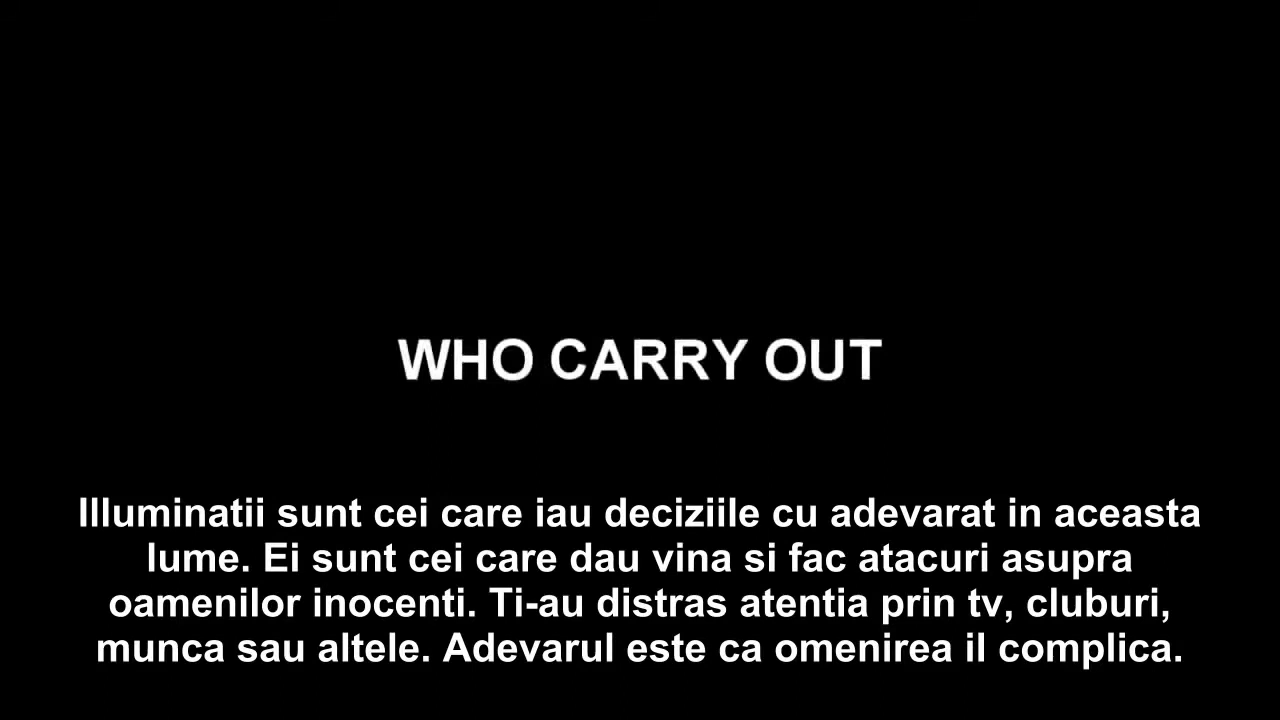 WHO CARRY OUT
Illuminatii sunt cei care iau deciziile cu adevarat in aceasta
lume. Ei sunt cei care dau vina si fac atacuri asupra
oamenilor inocenti. Ti-au distras atentia prin tv, cluburi,
munca sau altele. Adevarul este ca omenirea il complica.